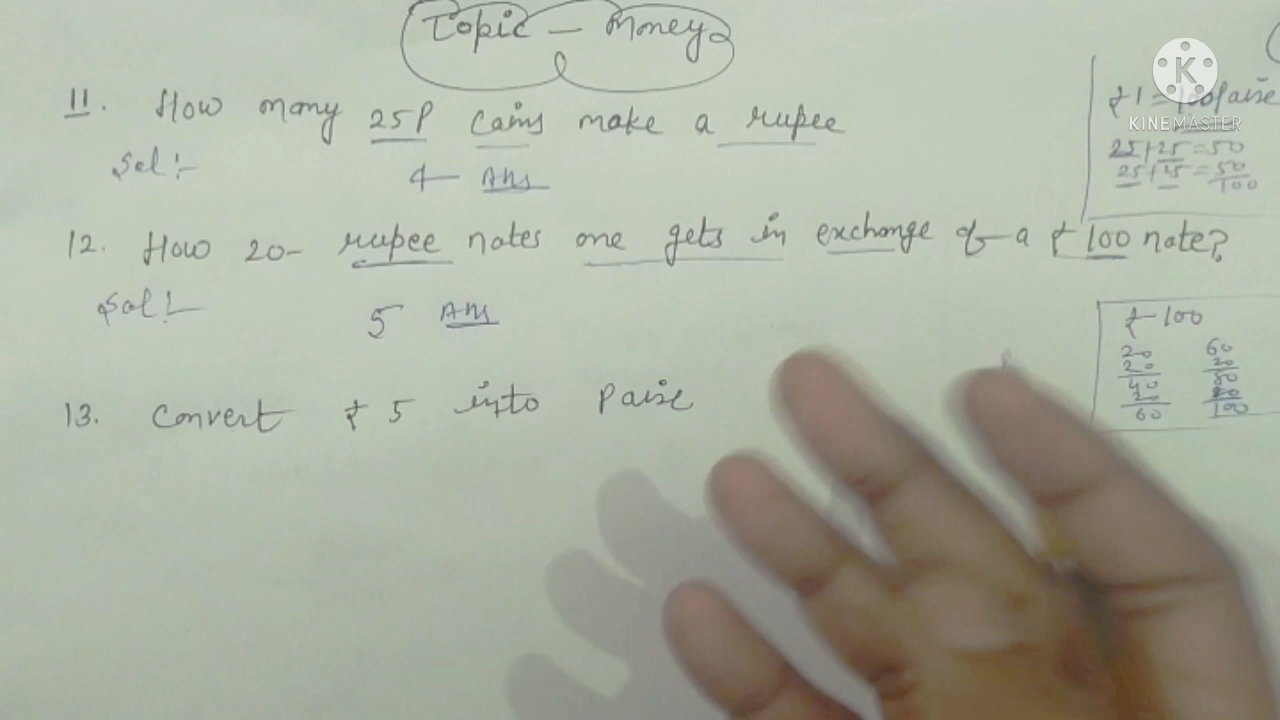 Topic - Money
11. How many 25P Coins make a rupee
Sol:-
4 Ans
₹1 = 100 Paise
25+25=50
25+25=50
100
12. How 20- rupee notes one gets in exchange of a ₹ 100 note?
Sol:-
5 Ans
₹ 100
20 60
20 20
40 80
20 20
60 100
13. Convert ₹ 5 into Paise
K
KINEMASTER